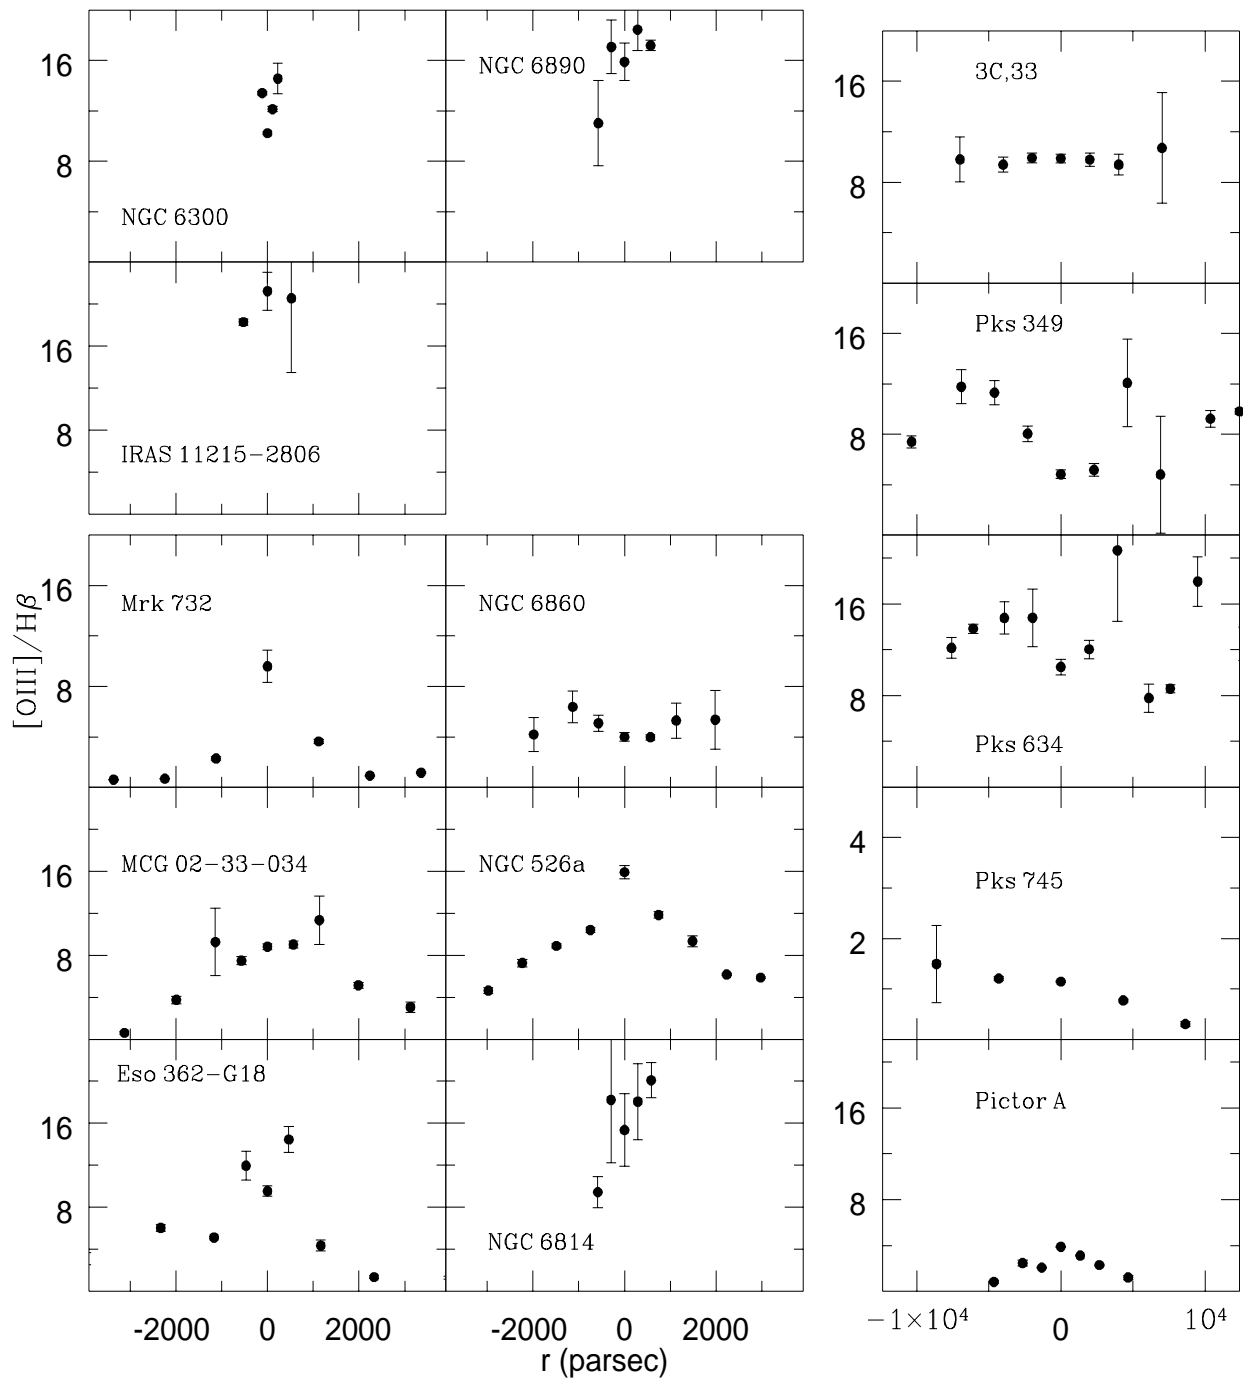 16
8
NGC 6300
NGC 6890
16
8
3C,33
16
8
IRAS 11215-2806
16
8
Pks 349
[OIII]/Hβ
16
8
Mrk 732
NGC 6860
16
8
Pks 634
16
8
MCG 02-33-034
NGC 526a
4
2
Pks 745
16
8
Eso 362-G18
NGC 6814
16
8
Pictor A
-2000 0 2000
-2000 0 2000
−1×10⁴ 0 10⁴
r (parsec)